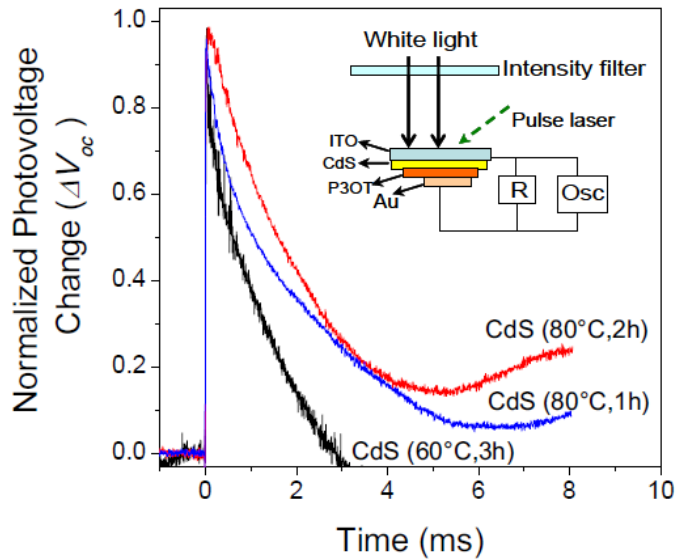 Normalized Photovoltage
Change (ΔVoc)
1.0
0.8
0.6
0.4
0.2
0.0
White light
Intensity filter
Pulse laser
ITO
CdS
P3OT
Au
R
Osc
CdS (80°C,2h)
CdS (80°C,1h)
CdS (60°C,3h)
0
2
4
6
8
10
Time (ms)